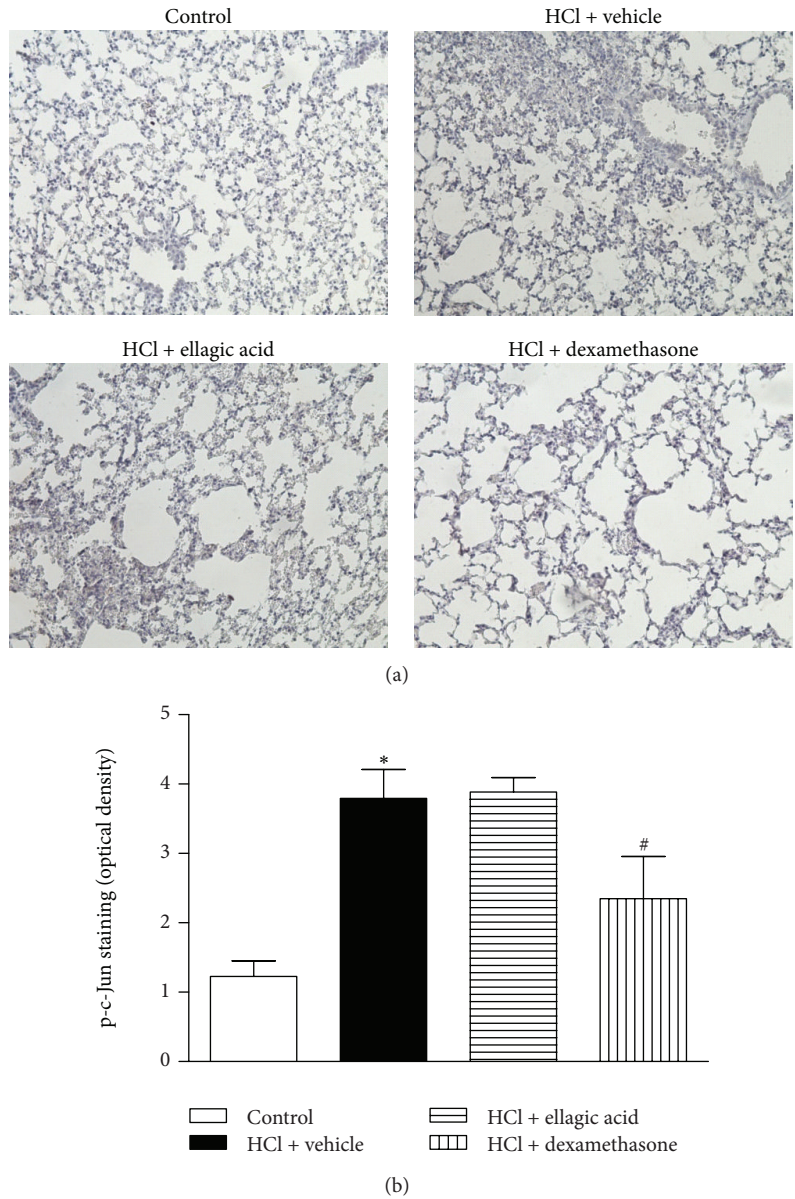 Control
HCl + vehicle
HCl + ellagic acid
HCl + dexamethasone
(a)
p-c-Jun staining (optical density)
5
4
3
2
1
0
*
#
Control
HCl + ellagic acid
HCl + vehicle
HCl + dexamethasone
(b)